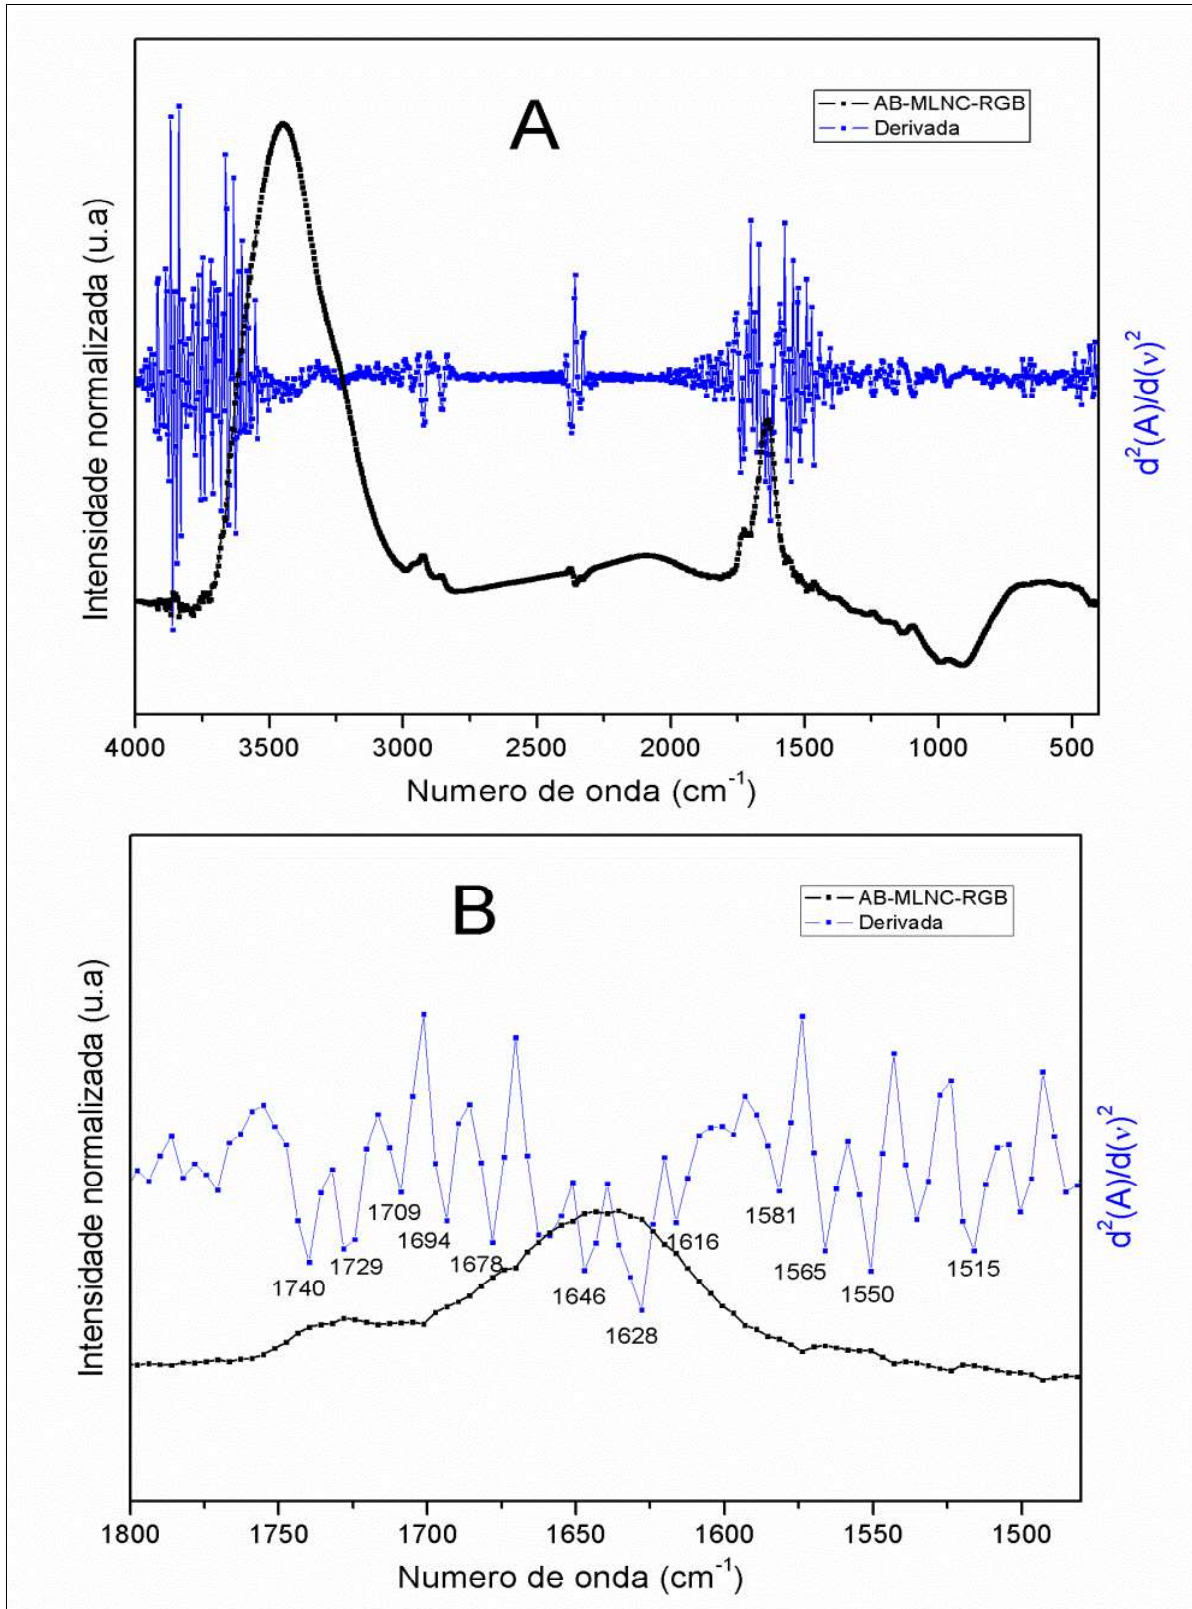 A
AB-MLNC-RGB
Derivada
Intensidade normalizada (u.a)
d²(A)/d(ν)²
4000 3500 3000 2500 2000 1500 1000 500
Numero de onda (cm⁻¹)
B
AB-MLNC-RGB
Derivada
Intensidade normalizada (u.a)
d²(A)/d(ν)²
1740
1729
1709
1694
1678
1646
1628
1616
1581
1565
1550
1515
1800 1750 1700 1650 1600 1550 1500
Numero de onda (cm⁻¹)